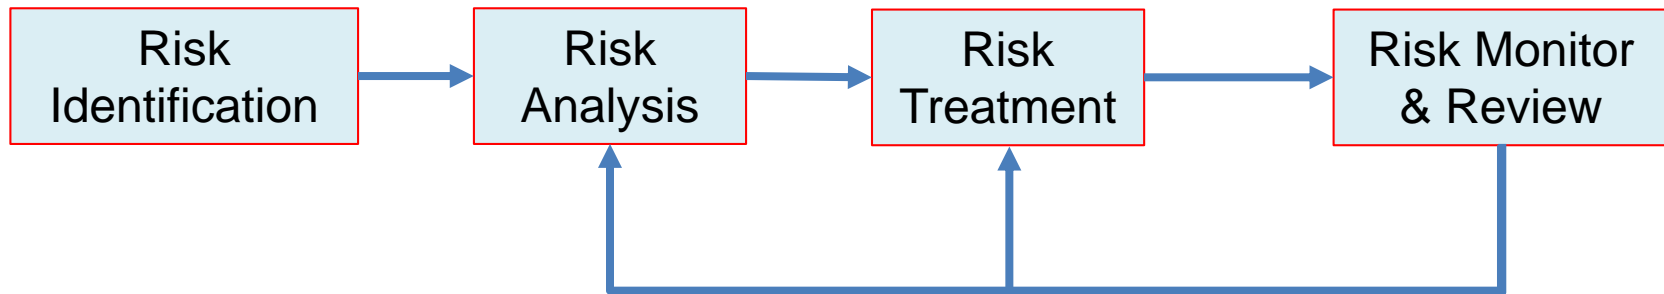 Risk
Identification
Risk
Analysis
Risk
Treatment
Risk Monitor
& Review